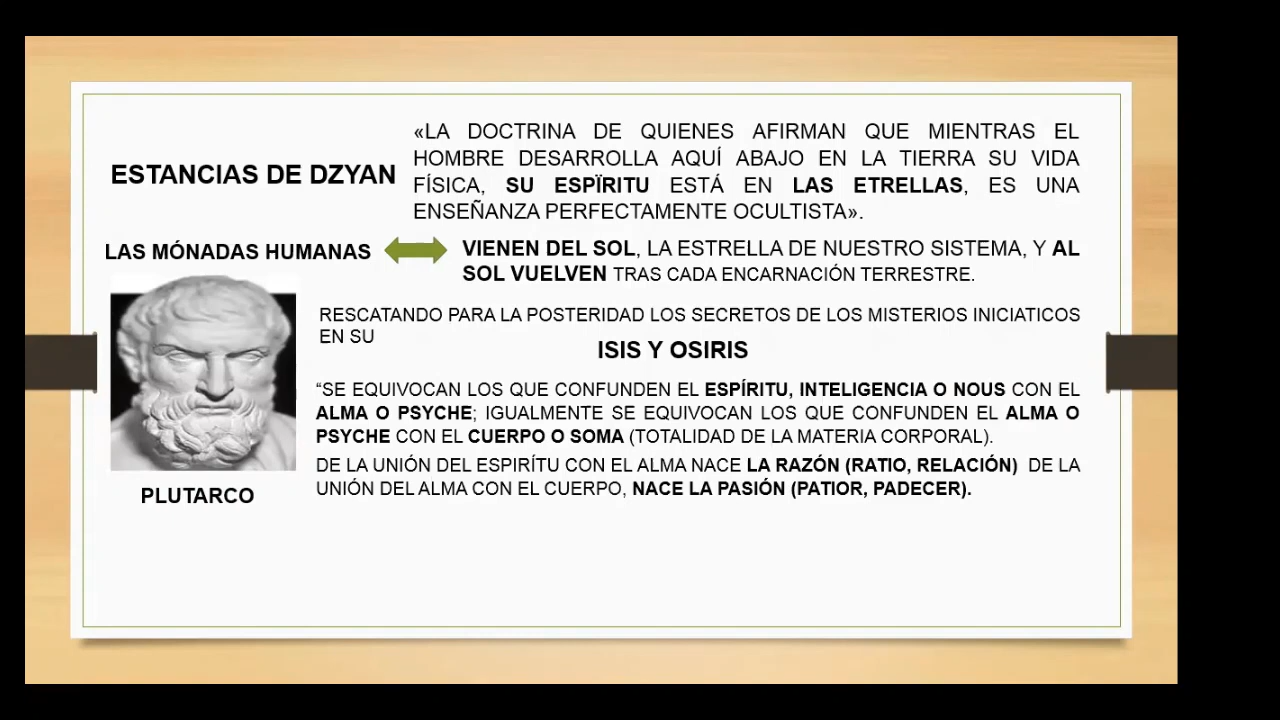 «LA DOCTRINA DE QUIENES AFIRMAN QUE MIENTRAS EL
HOMBRE DESARROLLA AQUÍ ABAJO EN LA TIERRA SU VIDA
ESTANCIAS DE DZYAN
FÍSICA, SU ESPÏRITU ESTÁ EN LAS ETRELLAS, ES UNA
ENSEÑANZA PERFECTAMENTE OCULTISTA».
LAS MÓNADAS HUMANAS
VIENEN DEL SOL, LA ESTRELLA DE NUESTRO SISTEMA, Y AL
SOL VUELVEN TRAS CADA ENCARNACIÓN TERRESTRE.
RESCATANDO PARA LA POSTERIDAD LOS SECRETOS DE LOS MISTERIOS INICIATICOS
EN SU
ISIS Y OSIRIS
“SE EQUIVOCAN LOS QUE CONFUNDEN EL ESPÍRITU, INTELIGENCIA O NOUS CON EL
ALMA O PSYCHE; IGUALMENTE SE EQUIVOCAN LOS QUE CONFUNDEN EL ALMA O
PSYCHE CON EL CUERPO O SOMA (TOTALIDAD DE LA MATERIA CORPORAL).
DE LA UNIÓN DEL ESPIRÍTU CON EL ALMA NACE LA RAZÓN (RATIO, RELACIÓN) DE LA
UNIÓN DEL ALMA CON EL CUERPO, NACE LA PASIÓN (PATIOR, PADECER).
PLUTARCO